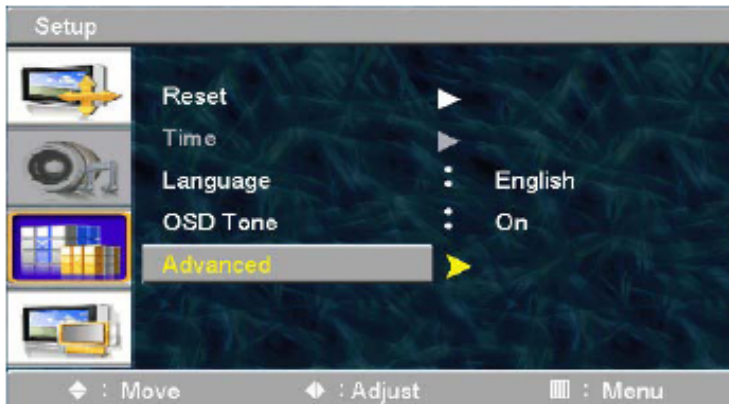 Setup
Reset
Time
Language : English
OSD Tone : On
Advanced
: Move : Adjust : Menu